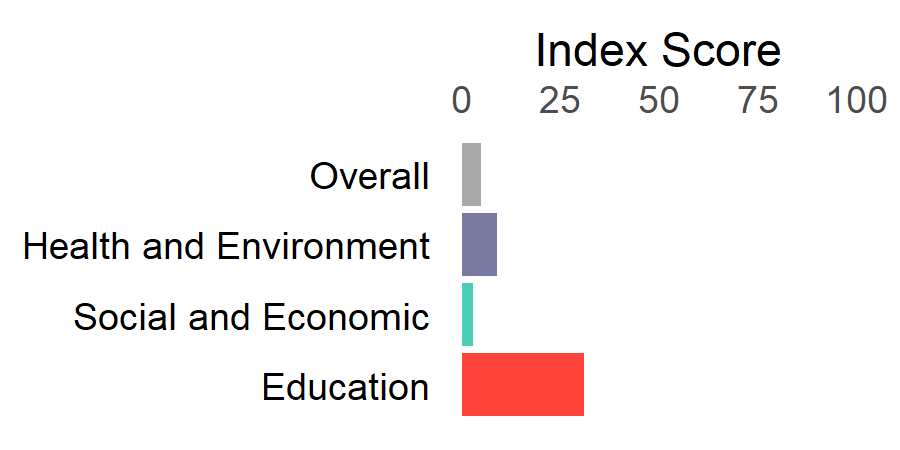 Index Score
0 25 50 75 100
Overall
Health and Environment
Social and Economic
Education